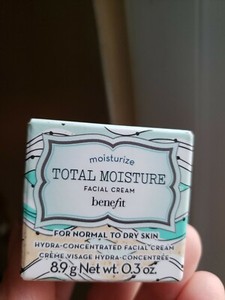 moisturize
TOTAL MOISTURE
FACIAL CREAM
benefit
FOR NORMAL TO DRY SKIN
HYDRA-CONCENTRATED FACIAL CREAM
CRÈME VISAGE HYDRA-CONCENTRÉE
8.9 g Net wt. 0.3 oz.